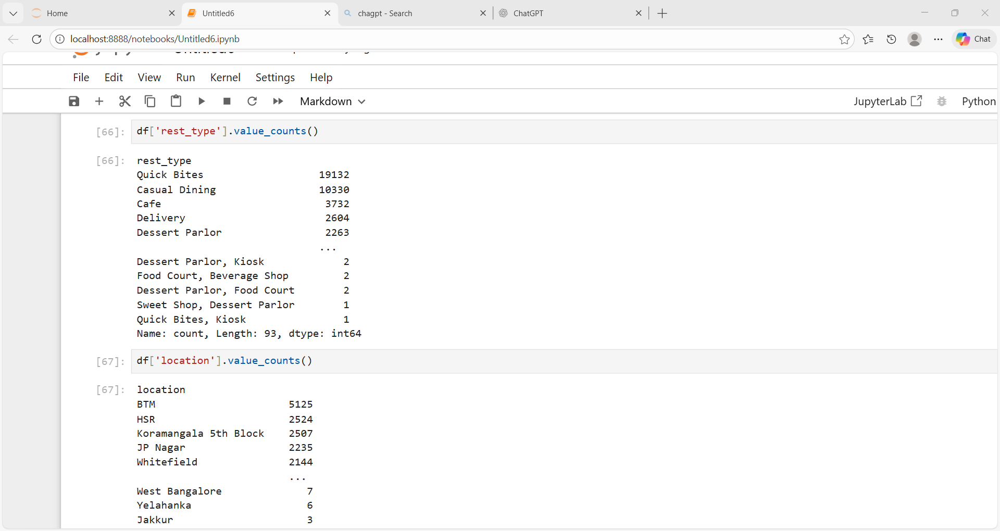 Home
Untitled6
chagpt - Search
ChatGPT
localhost:8888/notebooks/Untitled6.ipynb
Chat
File Edit View Run Kernel Settings Help
Markdown
JupyterLab
Python
[66]: df['rest_type'].value_counts()
[66]: rest_type
Quick Bites 19132
Casual Dining 10330
Cafe 3732
Delivery 2604
Dessert Parlor 2263
...
Dessert Parlor, Kiosk 2
Food Court, Beverage Shop 2
Dessert Parlor, Food Court 2
Sweet Shop, Dessert Parlor 1
Quick Bites, Kiosk 1
Name: count, Length: 93, dtype: int64
[67]: df['location'].value_counts()
[67]: location
BTM 5125
HSR 2524
Koramangala 5th Block 2507
JP Nagar 2235
Whitefield 2144
...
West Bangalore 7
Yelahanka 6
Jakkur 3